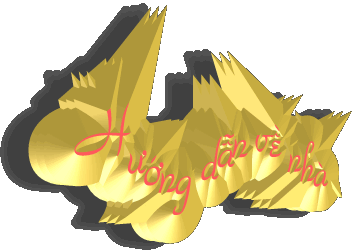 Hướng dẫn về nhà